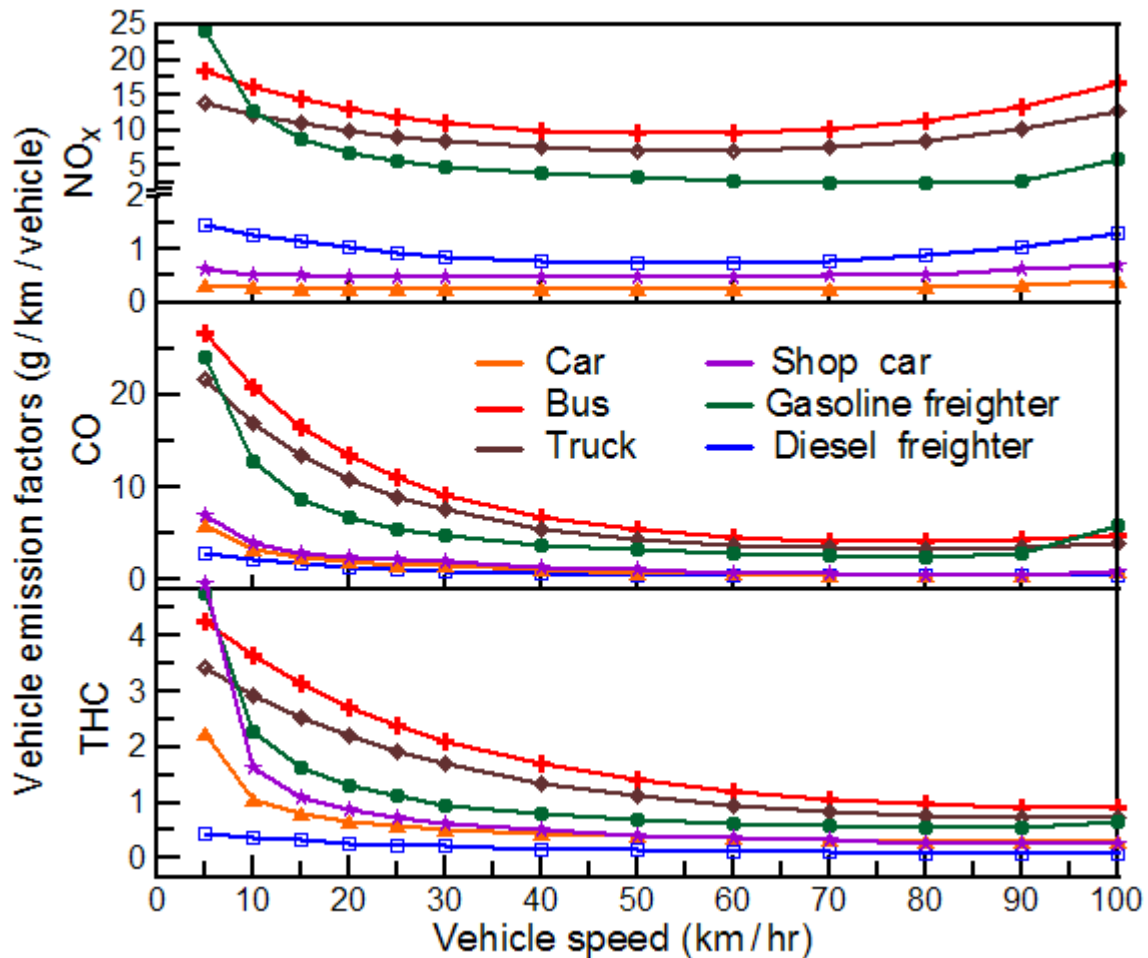 Vehicle emission factors (g / km / vehicle)
NOx
25
20
15
10
5
2
1
0
CO
20
10
0
Car
Shop car
Bus
Gasoline freighter
Truck
Diesel freighter
THC
4
3
2
1
0
0 10 20 30 40 50 60 70 80 90 100
Vehicle speed (km / hr)